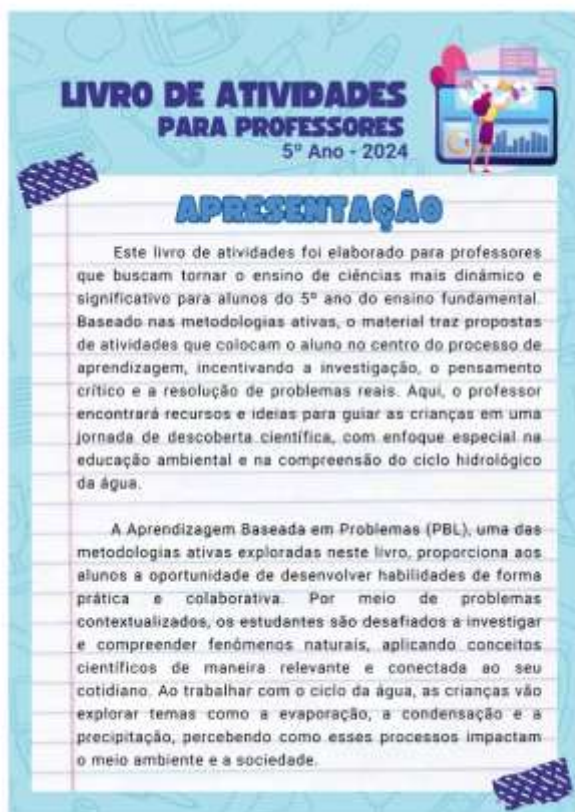 LIVRO DE ATIVIDADES
PARA PROFESSORES
5º Ano - 2024
APRESENTAÇÃO
Este livro de atividades foi elaborado para professores
que buscam tornar o ensino de ciências mais dinâmico e
significativo para alunos do 5º ano do ensino fundamental.
Baseado nas metodologias ativas, o material traz propostas
de atividades que colocam o aluno no centro do processo de
aprendizagem, incentivando a investigação, o pensamento
crítico e a resolução de problemas reais. Aqui, o professor
encontrará recursos e ideias para guiar as crianças em uma
jornada de descoberta científica, com enfoque especial na
educação ambiental e na compreensão do ciclo hidrológico
da água.
A Aprendizagem Baseada em Problemas (PBL), uma das
metodologias ativas exploradas neste livro, proporciona aos
alunos a oportunidade de desenvolver habilidades de forma
prática e colaborativa. Por meio de problemas
contextualizados, os estudantes são desafiados a investigar
e compreender fenômenos naturais, aplicando conceitos
científicos de maneira relevante e conectada ao seu
cotidiano. Ao trabalhar com o ciclo da água, as crianças vão
explorar temas como a evaporação, a condensação e a
precipitação, percebendo como esses processos impactam
o meio ambiente e a sociedade.